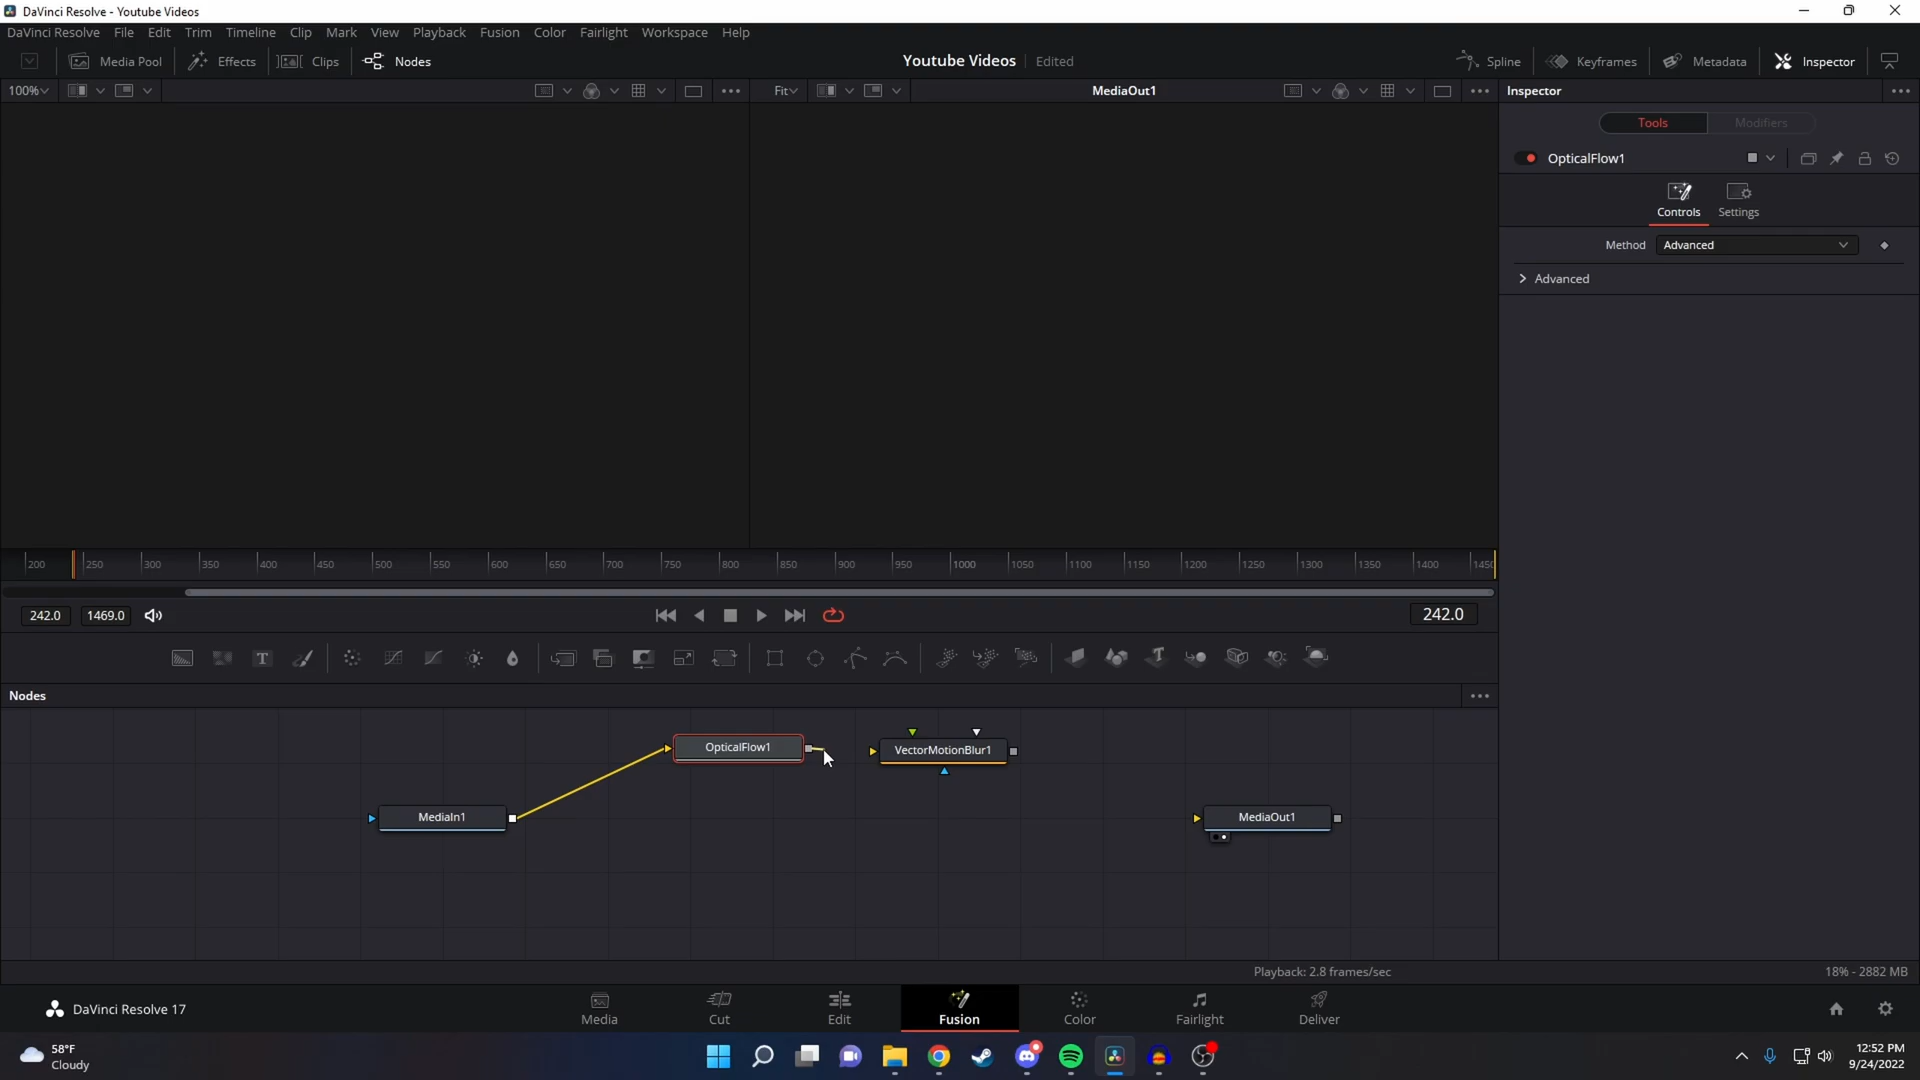 DaVinci Resolve - Youtube Videos
DaVinci Resolve File Edit Trim Timeline Clip Mark View Playback Fusion Color Fairlight Workspace Help
Media Pool Effects Clips Nodes Youtube Videos Edited Spline Keyframes Metadata Inspector
100% Fit MediaOut1 Inspector
Tools Modifiers
OpticalFlow1
Controls Settings
Method Advanced
Advanced
200 250 300 350 400 450 500 550 600 650 700 750 800 850 900 950 1000 1050 1100 1150 1200 1250 1300 1350 1400 1450
242.0 1469.0 242.0
T T
Nodes
OpticalFlow1 VectorMotionBlur1
MediaIn1 MediaOut1
Playback: 2.8 frames/sec 18% - 2882 MB
DaVinci Resolve 17 Media Cut Edit Fusion Color Fairlight Deliver
58°F
Cloudy
12:52 PM
9/24/2022